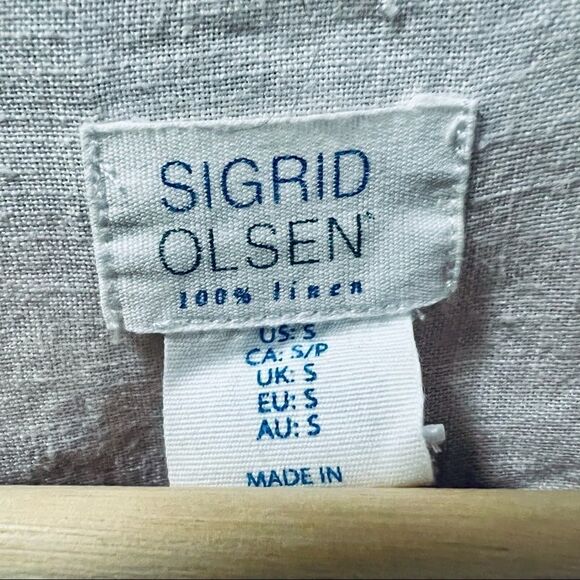 SIGRID
OLSEN*
100% linen
US: S
CA: S/P
UK: S
EU: S
AU: S
MADE IN